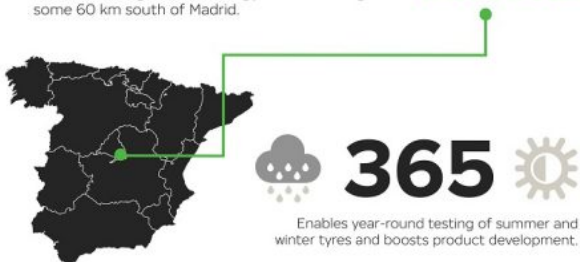 some 60 km south of Madrid.
365
Enables year-round testing of summer and
winter tyres and boosts product development.